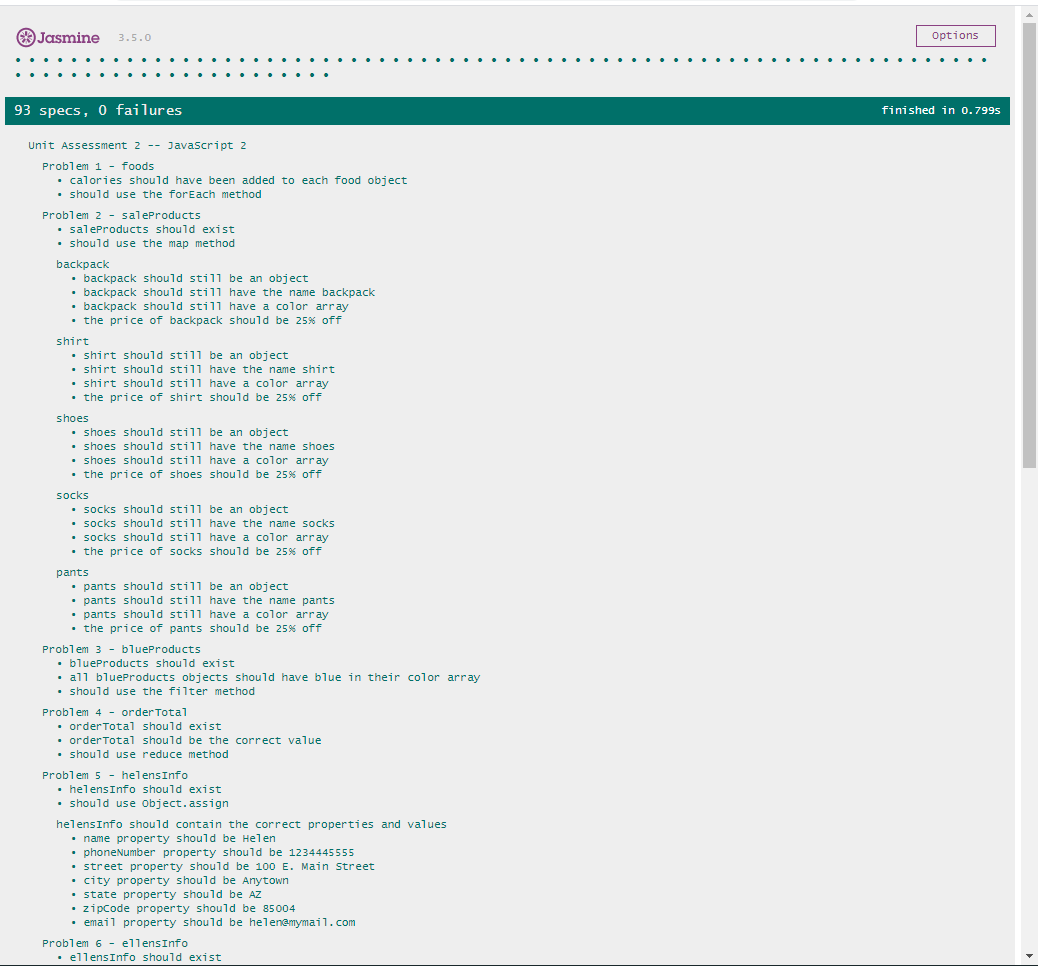 Jasmine 3.5.0 Options
93 specs, 0 failures finished in 0.799s
Unit Assessment 2 -- JavaScript 2
Problem 1 - foods
• calories should have been added to each food object
• should use the forEach method
Problem 2 - saleProducts
• saleProducts should exist
• should use the map method
backpack
• backpack should still be an object
• backpack should still have the name backpack
• backpack should still have a color array
• the price of backpack should be 25% off
shirt
• shirt should still be an object
• shirt should still have the name shirt
• shirt should still have a color array
• the price of shirt should be 25% off
shoes
• shoes should still be an object
• shoes should still have the name shoes
• shoes should still have a color array
• the price of shoes should be 25% off
socks
• socks should still be an object
• socks should still have the name socks
• socks should still have a color array
• the price of socks should be 25% off
pants
• pants should still be an object
• pants should still have the name pants
• pants should still have a color array
• the price of pants should be 25% off
Problem 3 - blueProducts
• blueProducts should exist
• all blueProducts objects should have blue in their color array
• should use the filter method
Problem 4 - orderTotal
• orderTotal should exist
• orderTotal should be the correct value
• should use reduce method
Problem 5 - helensInfo
• helensInfo should exist
• should use Object.assign
helensInfo should contain the correct properties and values
• name property should be Helen
• phoneNumber property should be 1234445555
• street property should be 100 E. Main Street
• city property should be Anytown
• state property should be AZ
• zipCode property should be 85004
• email property should be helen@mymail.com
Problem 6 - ellensInfo
• ellensInfo should exist